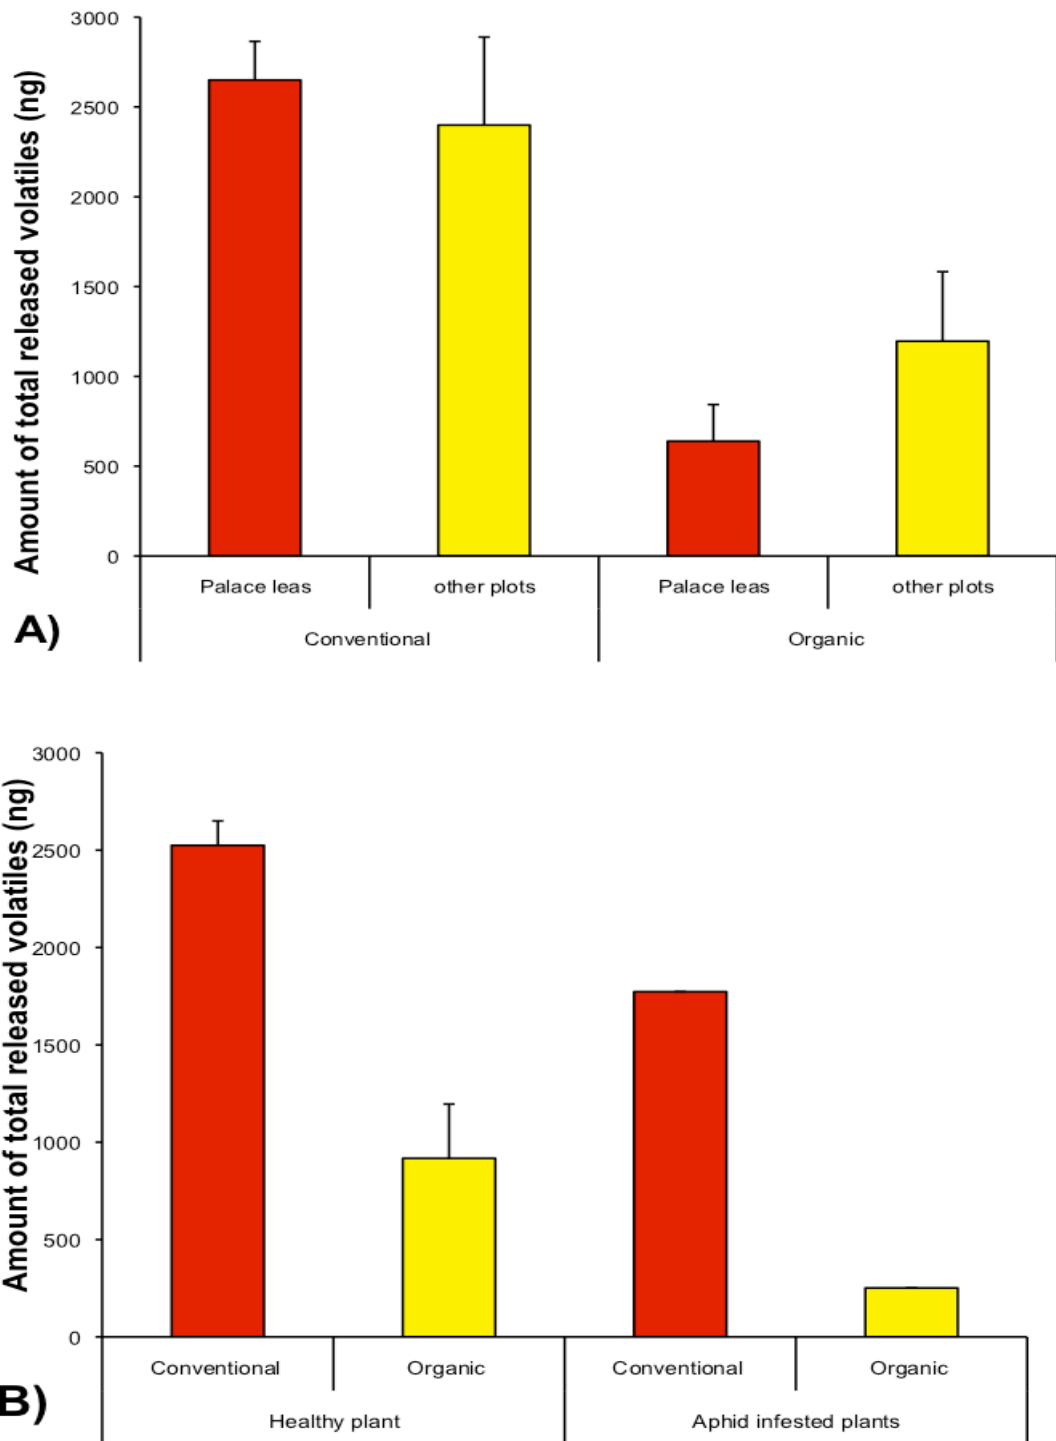 Amount of total released volatiles (ng)
3000
2500
2000
1500
1000
500
0
Palace leas other plots Palace leas other plots
Conventional Organic
A)
Amount of total released volatiles (ng)
3000
2500
2000
1500
1000
500
0
Conventional Organic Conventional Organic
Healthy plant Aphid infested plants
B)